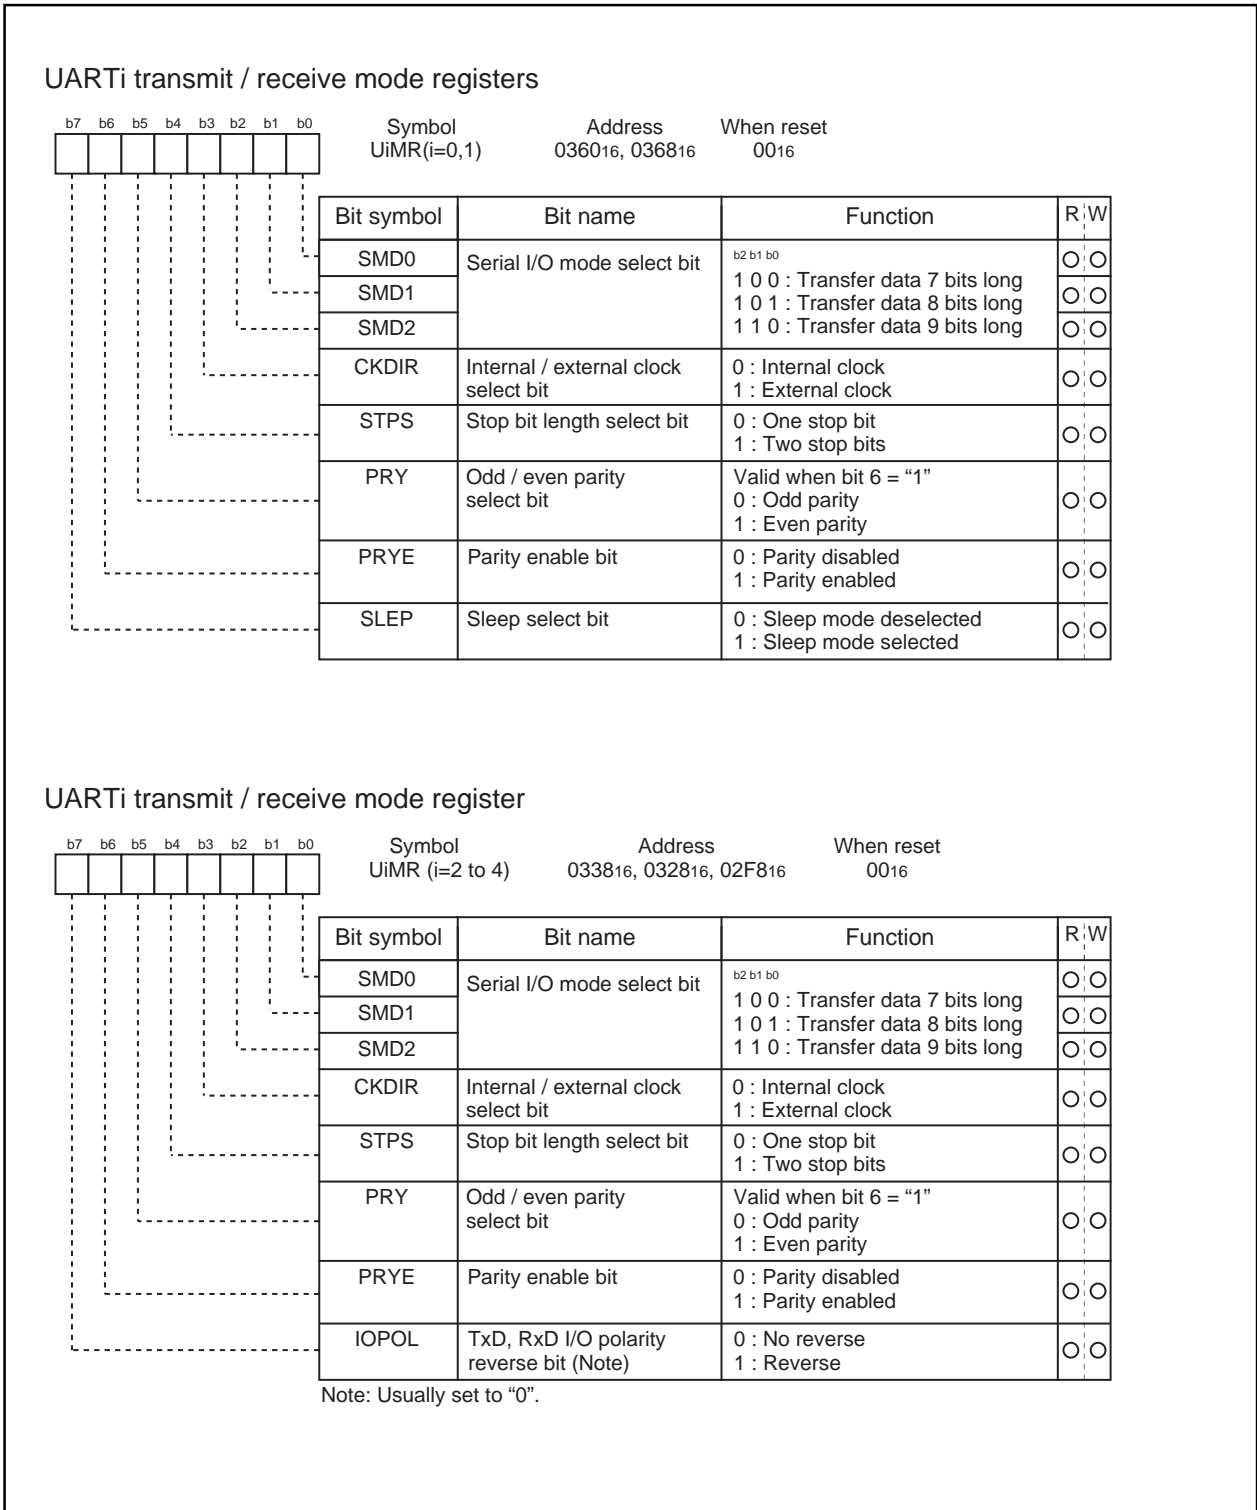 UARTi transmit / receive mode registers
b7 b6 b5 b4 b3 b2 b1 b0
Symbol Address When reset
UiMR(i=0,1) 036016, 036816 0016
Bit symbol Bit name Function R W
SMD0 Serial I/O mode select bit b2 b1 b0
1 0 0 : Transfer data 7 bits long
SMD1 1 0 1 : Transfer data 8 bits long
SMD2 1 1 0 : Transfer data 9 bits long
CKDIR Internal / external clock 0 : Internal clock
select bit 1 : External clock
STPS Stop bit length select bit 0 : One stop bit
1 : Two stop bits
PRY Odd / even parity Valid when bit 6 = “1”
select bit 0 : Odd parity
1 : Even parity
PRYE Parity enable bit 0 : Parity disabled
1 : Parity enabled
SLEP Sleep select bit 0 : Sleep mode deselected
1 : Sleep mode selected
UARTi transmit / receive mode register
b7 b6 b5 b4 b3 b2 b1 b0
Symbol Address When reset
UiMR (i=2 to 4) 033816, 032816, 02F816 0016
Bit symbol Bit name Function R W
SMD0 Serial I/O mode select bit b2 b1 b0
1 0 0 : Transfer data 7 bits long
SMD1 1 0 1 : Transfer data 8 bits long
SMD2 1 1 0 : Transfer data 9 bits long
CKDIR Internal / external clock 0 : Internal clock
select bit 1 : External clock
STPS Stop bit length select bit 0 : One stop bit
1 : Two stop bits
PRY Odd / even parity Valid when bit 6 = “1”
select bit 0 : Odd parity
1 : Even parity
PRYE Parity enable bit 0 : Parity disabled
1 : Parity enabled
IOPOL TxD, RxD I/O polarity 0 : No reverse
reverse bit (Note) 1 : Reverse
Note: Usually set to “0”.